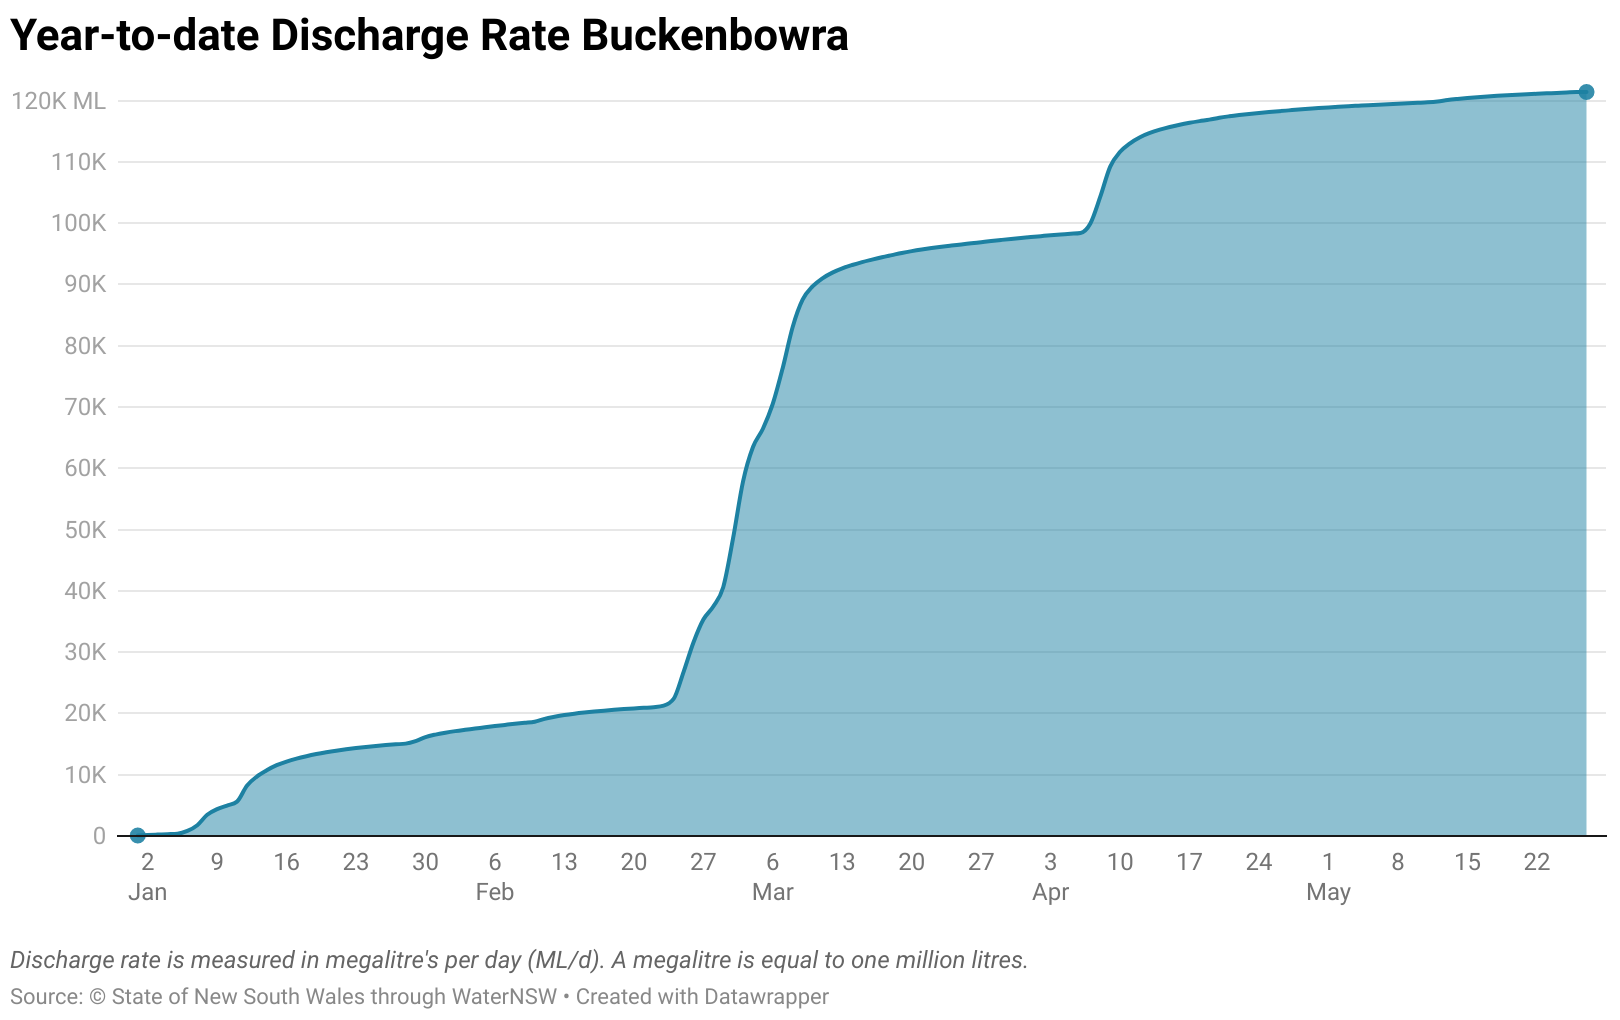 Year-to-date Discharge Rate Buckenbowra
120K ML
110K
100K
90K
80K
70K
60K
50K
40K
30K
20K
10K
0
2 9 16 23 30 6 13 20 27 6 13 20 27 3 10 17 24 1 8 15 22
Jan Feb Mar Apr May
Discharge rate is measured in megalitre's per day (ML/d). A megalitre is equal to one million litres.
Source: © State of New South Wales through WaterNSW • Created with Datawrapper